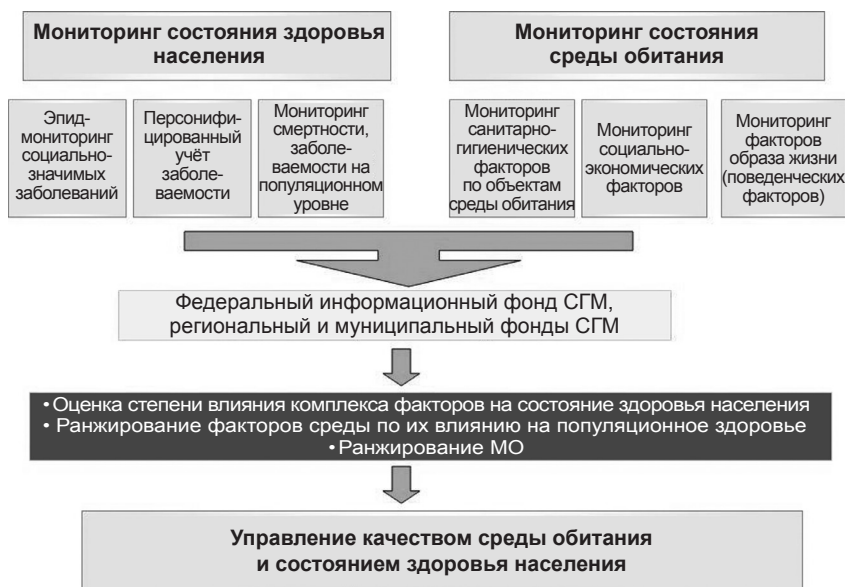 Мониторинг состояния здоровья
населения
Мониторинг состояния
среды обитания
Эпид-
мониторинг
социально-
значимых
заболеваний
Персонифи-
цированный
учёт
заболе-
ваемости
Мониторинг
смертности,
заболе-
ваемости на
популяционном
уровне
Мониторинг
санитарно-
гигиенических
факторов
по объектам
среды обитания
Мониторинг
социально-
экономических
факторов
Мониторинг
факторов
образа жизни
(поведенческих
факторов)
Федеральный информационный фонд СГМ,
региональный и муниципальный фонды СГМ
• Оценка степени влияния комплекса факторов на состояние здоровья населения
• Ранжирование факторов среды по их влиянию на популяционное здоровье
• Ранжирование МО
Управление качеством среды обитания
и состоянием здоровья населения